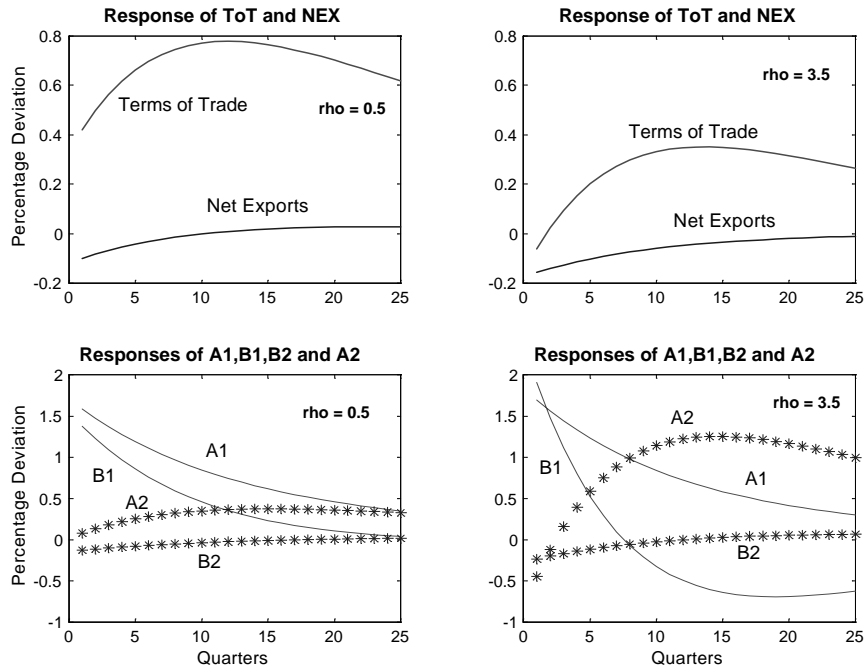 Response of ToT and NEX
Percentage Deviation
0.8
0.6
0.4
0.2
0
-0.2
Terms of Trade
rho = 0.5
Net Exports
0 5 10 15 20 25
Response of ToT and NEX
0.8
0.6
0.4
0.2
0
-0.2
rho = 3.5
Terms of Trade
Net Exports
0 5 10 15 20 25
Responses of A1,B1,B2 and A2
Percentage Deviation
2
1.5
1
0.5
0
-0.5
-1
rho = 0.5
A1
B1
A2
B2
0 5 10 15 20 25
Quarters
Responses of A1,B1,B2 and A2
2
1.5
1
0.5
0
-0.5
-1
rho = 3.5
A2
B1
A1
B2
0 5 10 15 20 25
Quarters